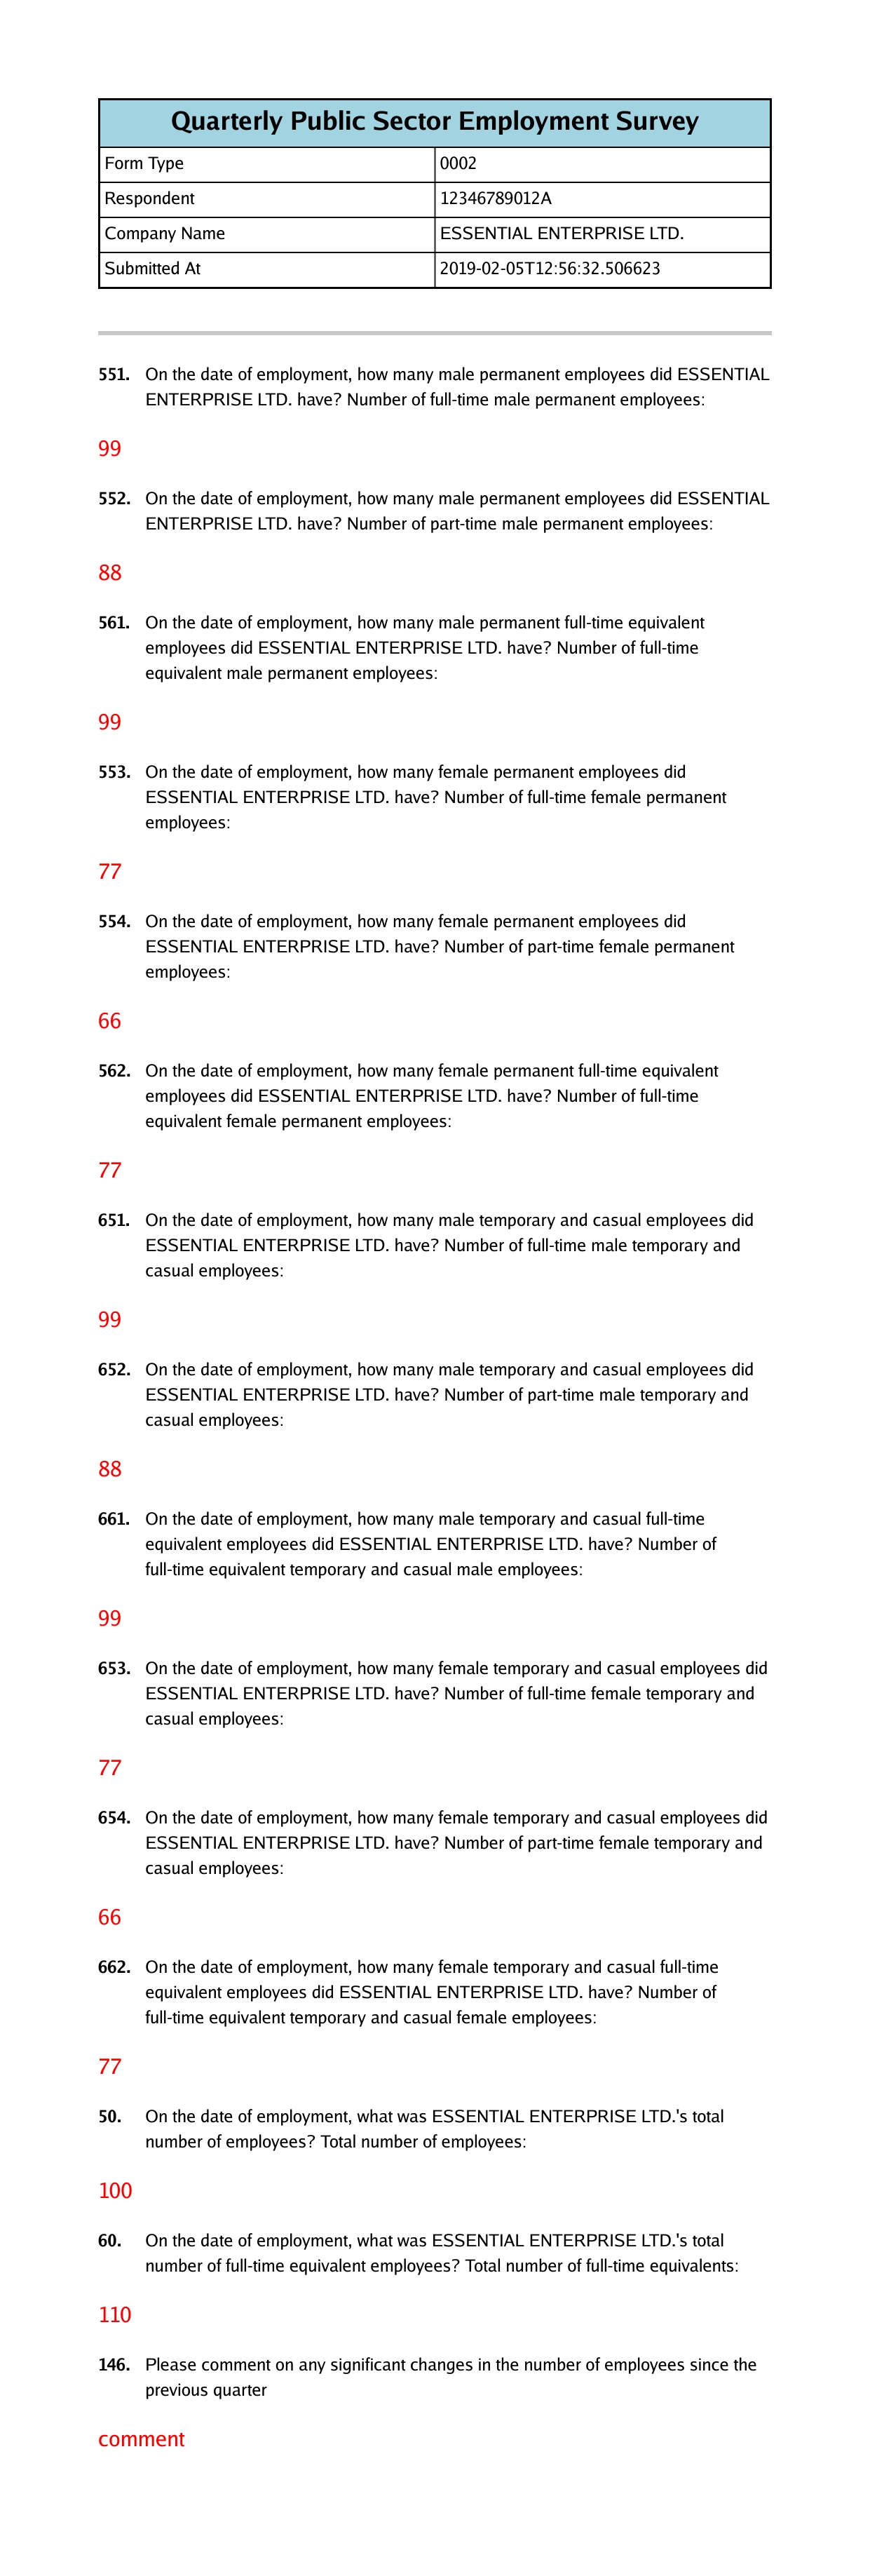 Quarterly Public Sector Employment Survey
Form Type 0002
Respondent 12346789012A
Company Name ESSENTIAL ENTERPRISE LTD.
Submitted At 2019-02-05T12:56:32.506623
551. On the date of employment, how many male permanent employees did ESSENTIAL
ENTERPRISE LTD. have? Number of full-time male permanent employees:
99
552. On the date of employment, how many male permanent employees did ESSENTIAL
ENTERPRISE LTD. have? Number of part-time male permanent employees:
88
561. On the date of employment, how many male permanent full-time equivalent
employees did ESSENTIAL ENTERPRISE LTD. have? Number of full-time
equivalent male permanent employees:
99
553. On the date of employment, how many female permanent employees did
ESSENTIAL ENTERPRISE LTD. have? Number of full-time female permanent
employees:
77
554. On the date of employment, how many female permanent employees did
ESSENTIAL ENTERPRISE LTD. have? Number of part-time female permanent
employees:
66
562. On the date of employment, how many female permanent full-time equivalent
employees did ESSENTIAL ENTERPRISE LTD. have? Number of full-time
equivalent female permanent employees:
77
651. On the date of employment, how many male temporary and casual employees did
ESSENTIAL ENTERPRISE LTD. have? Number of full-time male temporary and
casual employees:
99
652. On the date of employment, how many male temporary and casual employees did
ESSENTIAL ENTERPRISE LTD. have? Number of part-time male temporary and
casual employees:
88
661. On the date of employment, how many male temporary and casual full-time
equivalent employees did ESSENTIAL ENTERPRISE LTD. have? Number of
full-time equivalent temporary and casual male employees:
99
653. On the date of employment, how many female temporary and casual employees did
ESSENTIAL ENTERPRISE LTD. have? Number of full-time female temporary and
casual employees:
77
654. On the date of employment, how many female temporary and casual employees did
ESSENTIAL ENTERPRISE LTD. have? Number of part-time female temporary and
casual employees:
66
662. On the date of employment, how many female temporary and casual full-time
equivalent employees did ESSENTIAL ENTERPRISE LTD. have? Number of
full-time equivalent temporary and casual female employees:
77
50. On the date of employment, what was ESSENTIAL ENTERPRISE LTD.'s total
number of employees? Total number of employees:
100
60. On the date of employment, what was ESSENTIAL ENTERPRISE LTD.'s total
number of full-time equivalent employees? Total number of full-time equivalents:
110
146. Please comment on any significant changes in the number of employees since the
previous quarter
comment